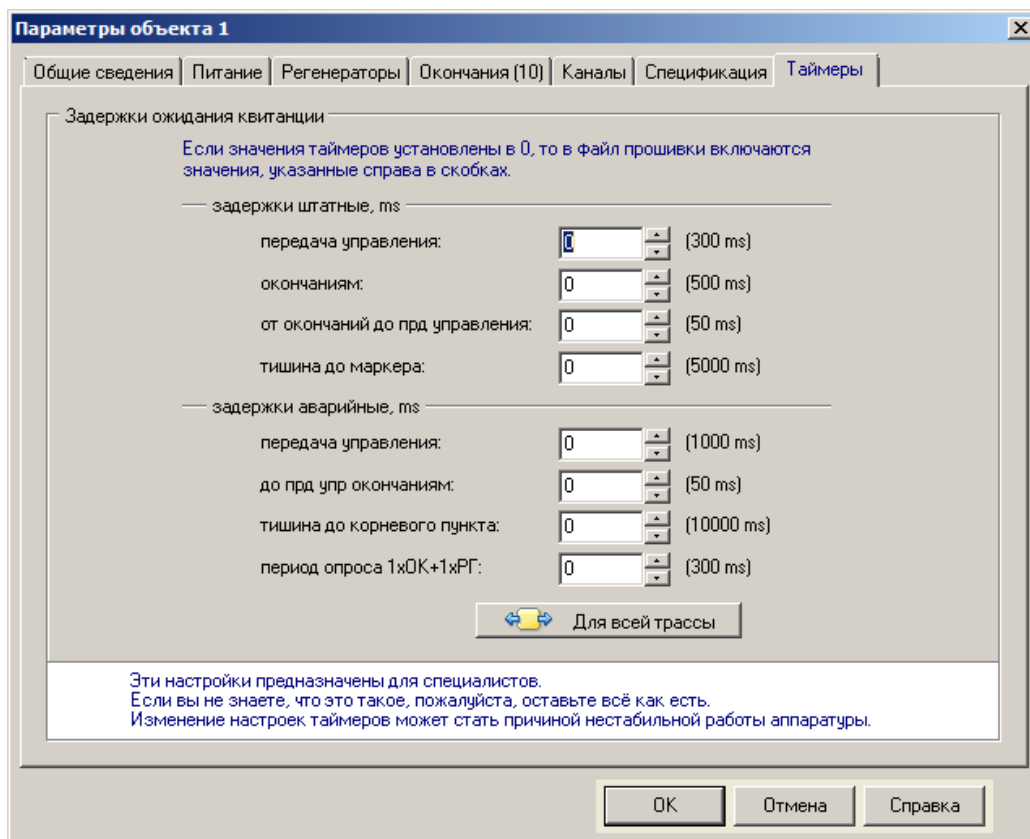 Параметры объекта 1
Общие сведения Питание Регенераторы Окончания (10) Каналы Спецификация Таймеры
Задержки ожидания квитанции
Если значения таймеров установлены в 0, то в файл прошивки включаются
значения, указанные справа в скобках.
задержки штатные, ms
передача управления: 0 (300 ms)
окончаниям: 0 (500 ms)
от окончаний до прд управления: 0 (50 ms)
тишина до маркера: 0 (5000 ms)
задержки аварийные, ms
передача управления: 0 (1000 ms)
до прд упр окончаниям: 0 (50 ms)
тишина до корневого пункта: 0 (10000 ms)
период опроса 1xОК+1xРГ: 0 (300 ms)
Для всей трассы
Эти настройки предназначены для специалистов.
Если вы не знаете, что это такое, пожалуйста, оставьте всё как есть.
Изменение настроек таймеров может стать причиной нестабильной работы аппаратуры.
OK Отмена Справка